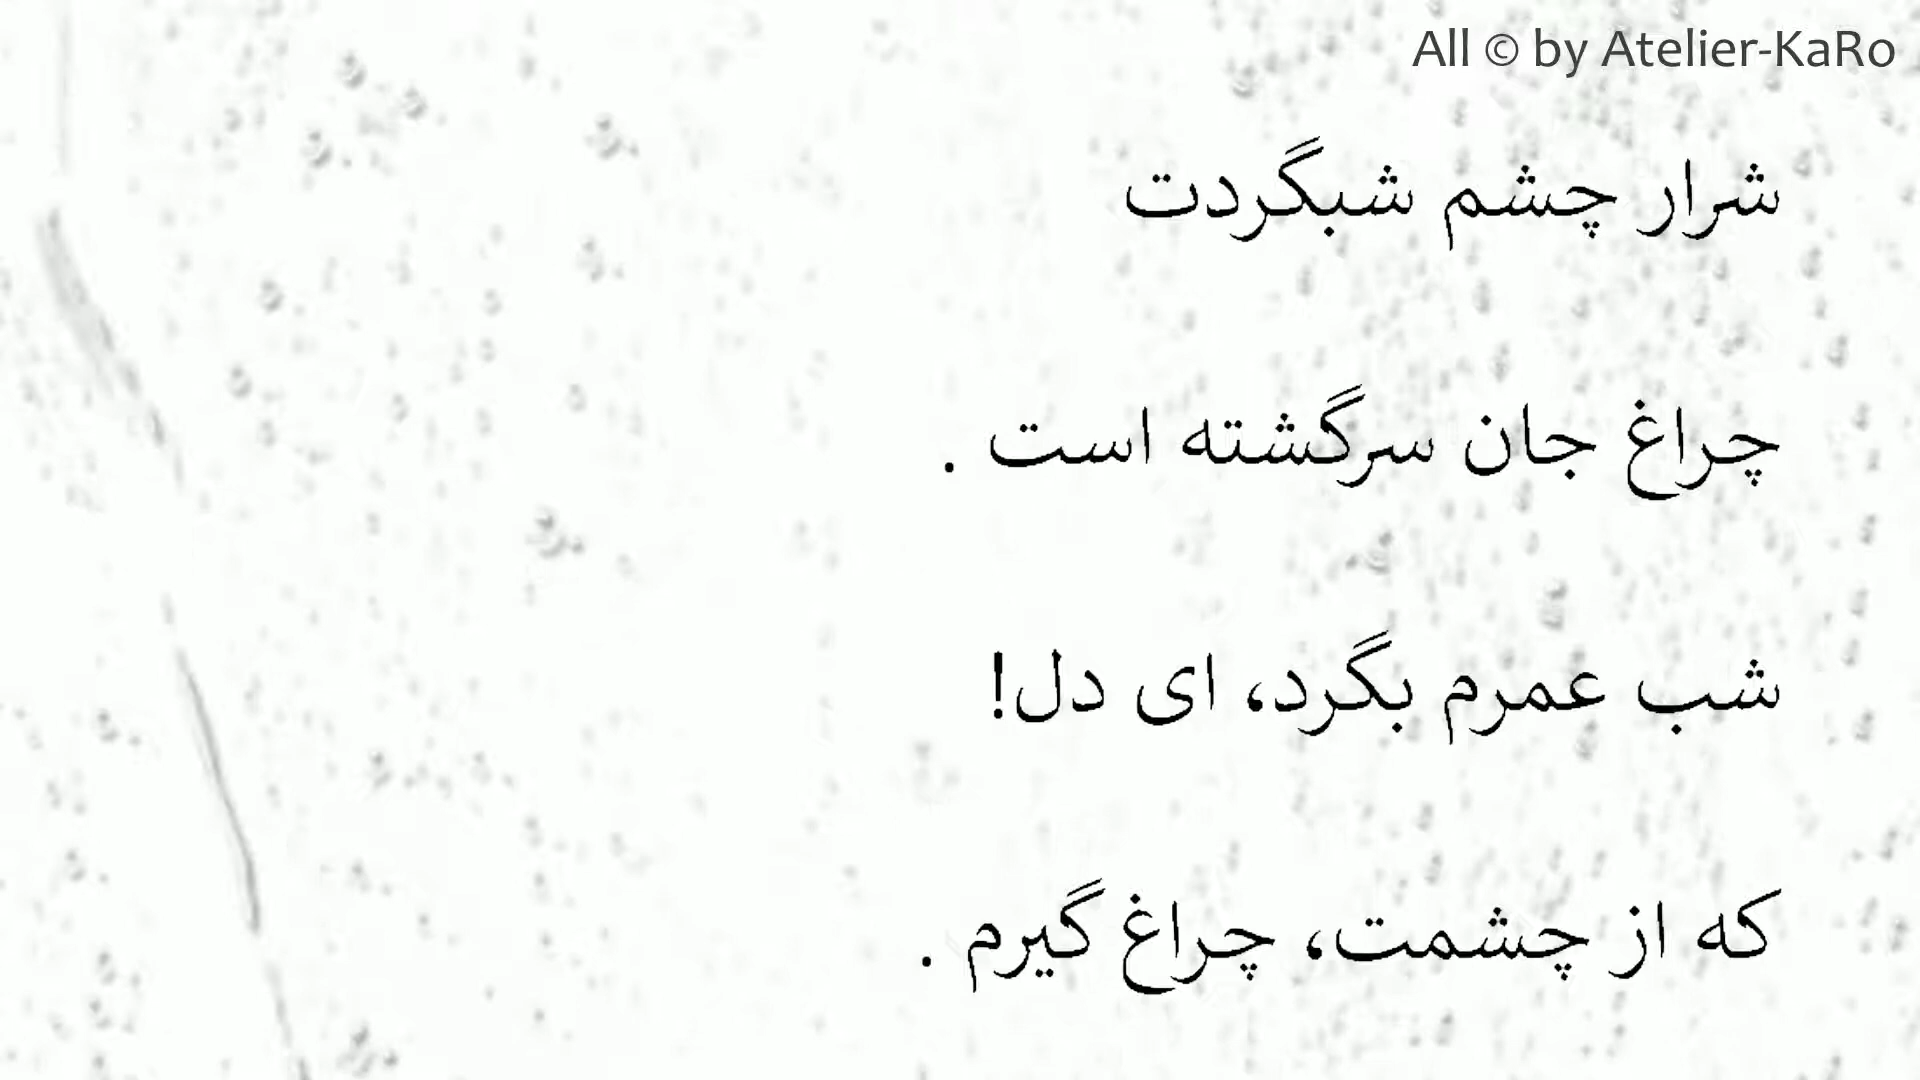 All © by Atelier-KaRo
شرار چشم شبگردت
چراغ جان سرگشته است .
شب عمرم بگرد، ای دل!
که از چشمت، چراغ گیرم .